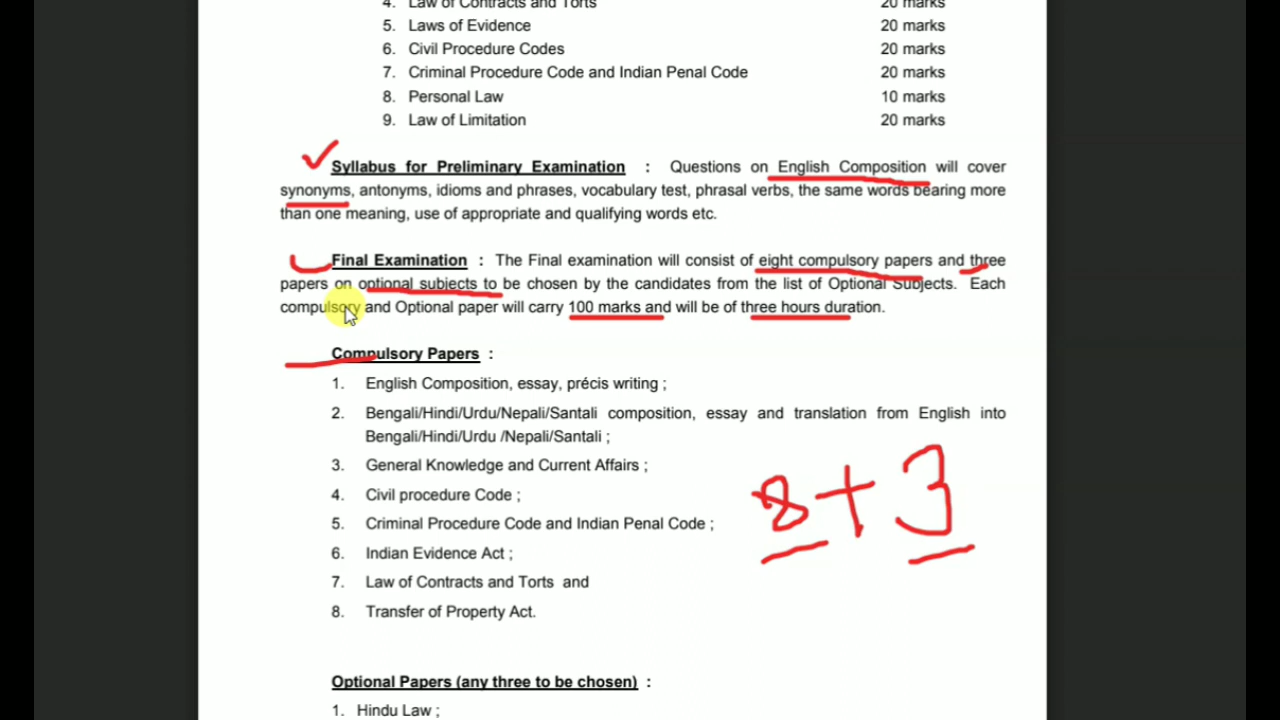 4. Law of Contracts and Torts 20 marks
5. Laws of Evidence 20 marks
6. Civil Procedure Codes 20 marks
7. Criminal Procedure Code and Indian Penal Code 20 marks
8. Personal Law 10 marks
9. Law of Limitation 20 marks
Syllabus for Preliminary Examination : Questions on English Composition will cover
synonyms, antonyms, idioms and phrases, vocabulary test, phrasal verbs, the same words bearing more
than one meaning, use of appropriate and qualifying words etc.
Final Examination : The Final examination will consist of eight compulsory papers and three
papers on optional subjects to be chosen by the candidates from the list of Optional Subjects. Each
compulsory and Optional paper will carry 100 marks and will be of three hours duration.
Compulsory Papers :
1. English Composition, essay, précis writing ;
2. Bengali/Hindi/Urdu/Nepali/Santali composition, essay and translation from English into
Bengali/Hindi/Urdu /Nepali/Santali ;
3. General Knowledge and Current Affairs ;
4. Civil procedure Code ;
5. Criminal Procedure Code and Indian Penal Code ;
6. Indian Evidence Act ;
7. Law of Contracts and Torts and
8. Transfer of Property Act.
8+3
Optional Papers (any three to be chosen) :
1. Hindu Law ;